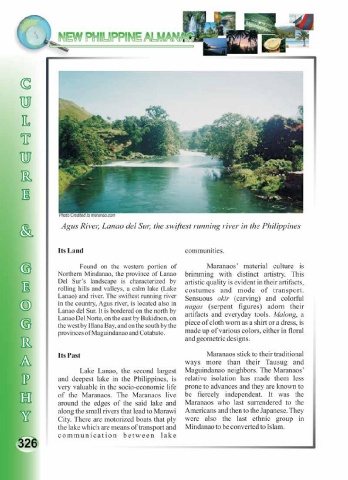 NEW PHILIPPINE ALMANAC
CULTURE
&
GEOGRAPHY
Photo Credited to maranao.com
Agus River, Lanao del Sur, the swiftest running river in the Philippines
Its Land
Found on the western portion of
Northern Mindanao, the province of Lanao
Del Sur's landscape is characterized by
rolling hills and valleys, a calm lake (Lake
Lanao) and river. The swiftest running river
in the country, Agus river, is located also in
Lanao del Sur. It is bordered on the north by
Lanao Del Norte, on the east by Bukidnon, on
the west by Illana Bay, and on the south by the
provinces of Maguindanao and Cotabato.
Its Past
Lake Lanao, the second largest
and deepest lake in the Philippines, is
very valuable in the socio-economic life
of the Maranaos. The Maranaos live
around the edges of the said lake and
along the small rivers that lead to Marawi
City. There are motorized boats that ply
the lake which are means of transport and
communication between lake
communities.
Maranaos' material culture is
brimming with distinct artistry. This
artistic quality is evident in their artifacts,
costumes and mode of transport.
Sensuous okir (carving) and colorful
nagas (serpent figures) adorn their
artifacts and everyday tools. Malong, a
piece of cloth worn as a shirt or a dress, is
made up of various colors, either in floral
and geometric designs.
Maranaos stick to their traditional
ways more than their Tausug and
Maguindanao neighbors. The Maranaos'
relative isolation has made them less
prone to advances and they are known to
be fiercely independent. It was the
Maranaos who last surrendered to the
Americans and then to the Japanese. They
were also the last ethnic group in
Mindanao to be converted to Islam.
326